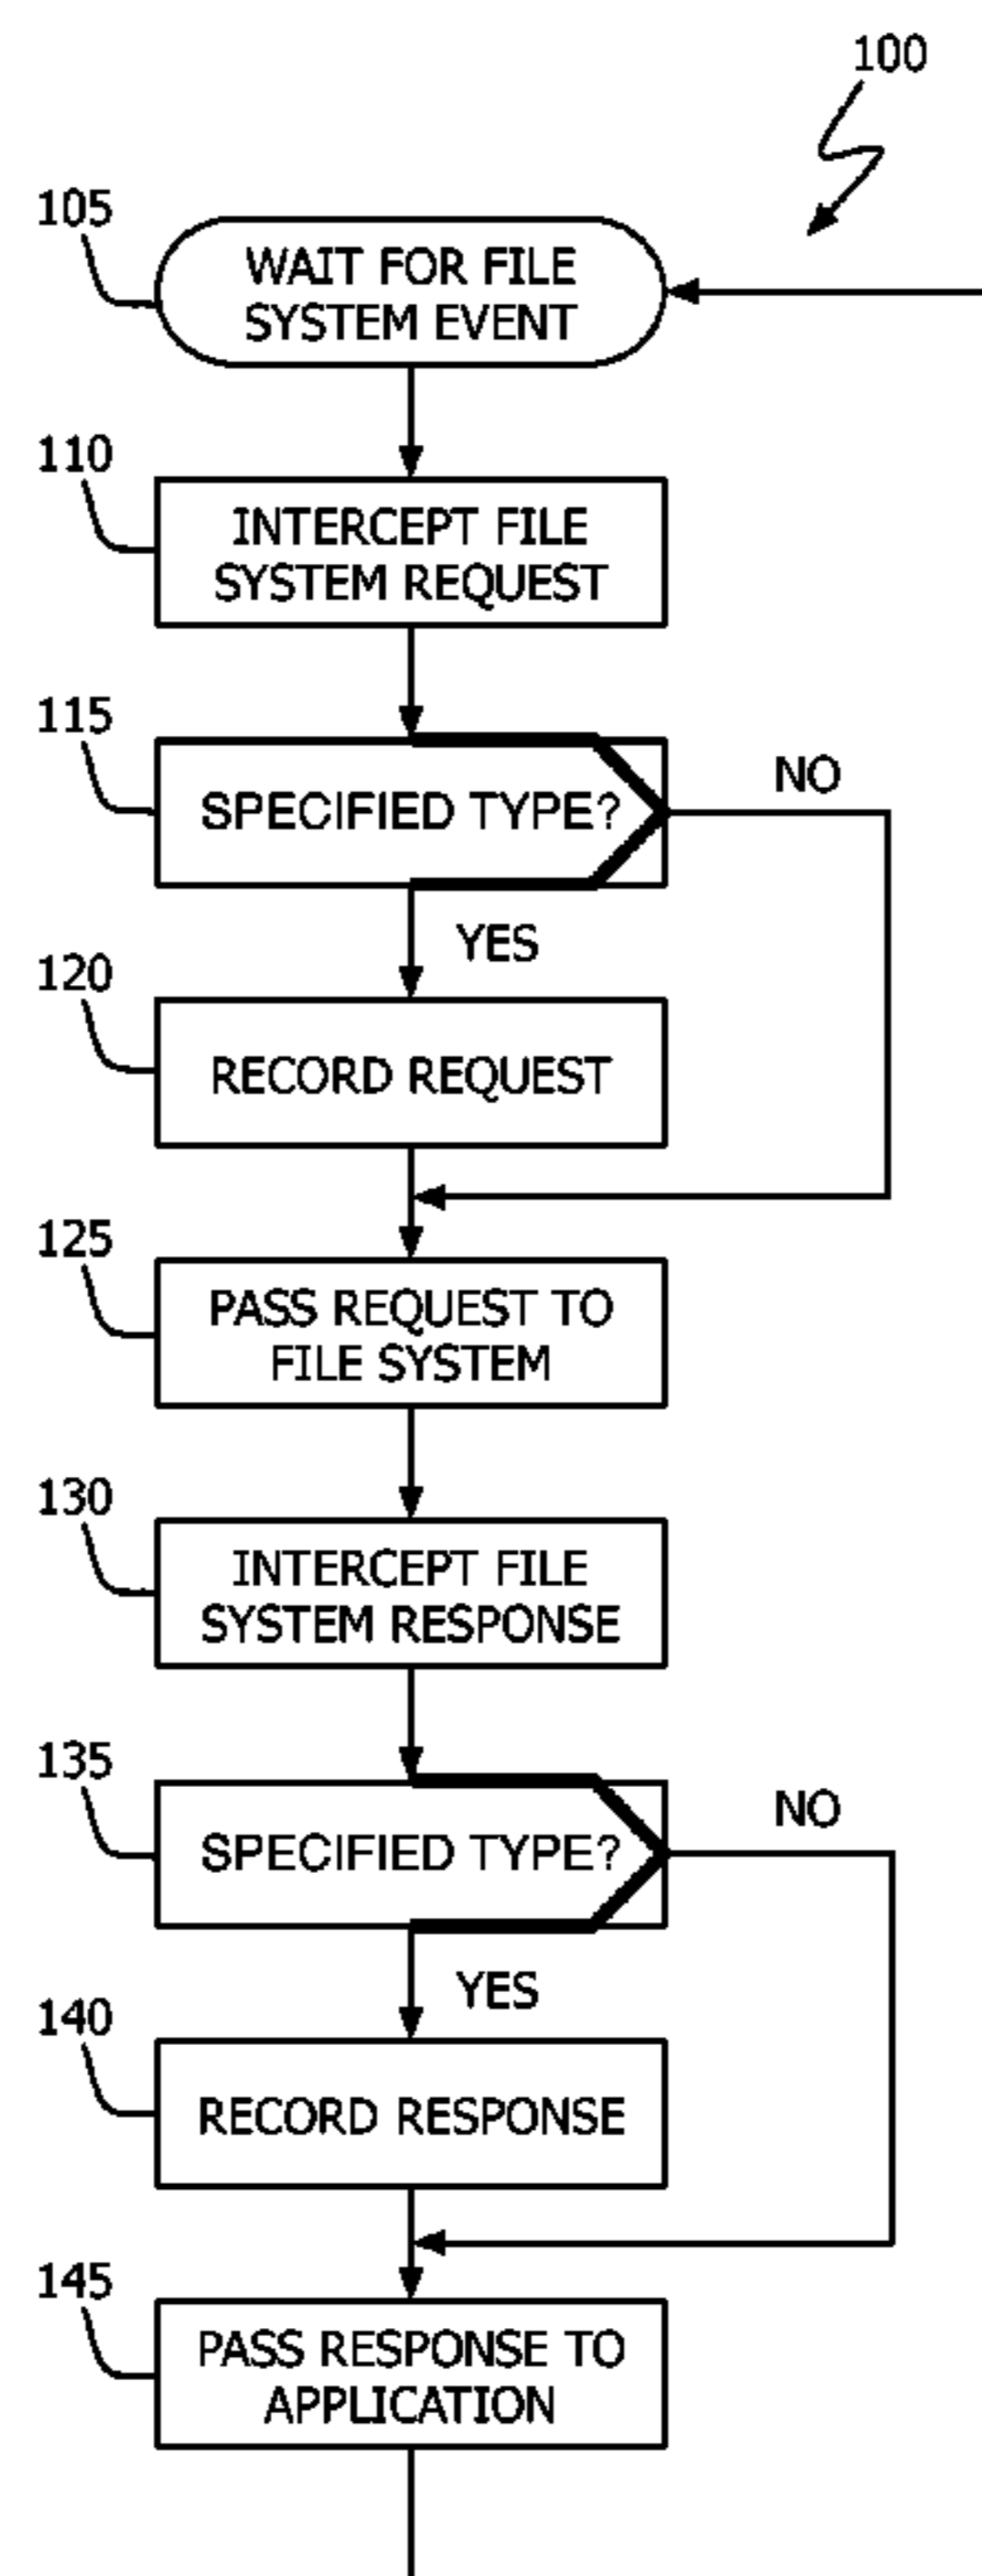 100
105
WAIT FOR FILE
SYSTEM EVENT
110
INTERCEPT FILE
SYSTEM REQUEST
115
SPECIFIED TYPE?
NO
YES
120
RECORD REQUEST
125
PASS REQUEST TO
FILE SYSTEM
130
INTERCEPT FILE
SYSTEM RESPONSE
135
SPECIFIED TYPE?
NO
YES
140
RECORD RESPONSE
145
PASS RESPONSE TO
APPLICATION